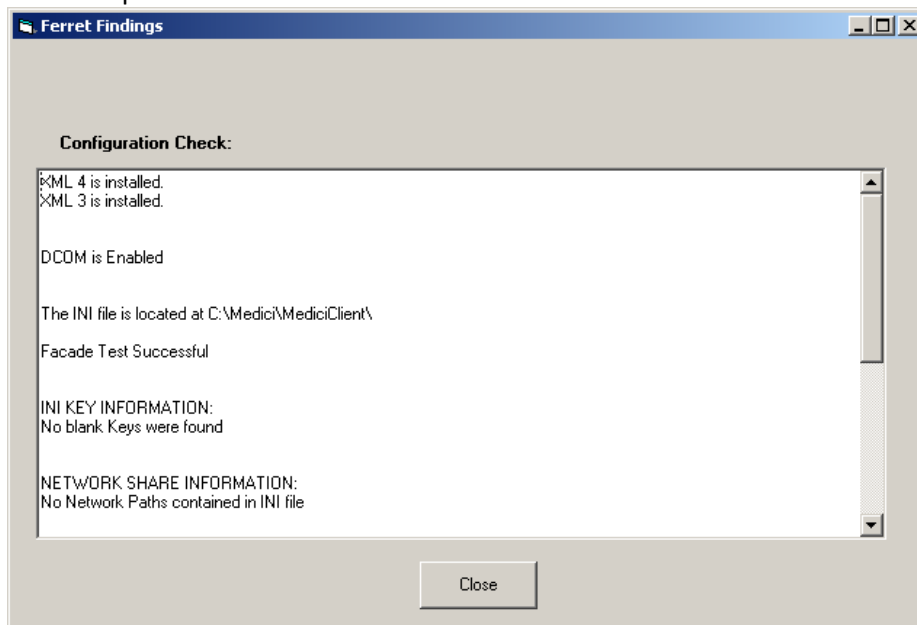 Ferret Findings
Configuration Check:
XML 4 is installed.
XML 3 is installed.
DCOM is Enabled
The INI file is located at C:\Medici\MediciClient\
Facade Test Successful
INI KEY INFORMATION:
No blank Keys were found
NETWORK SHARE INFORMATION:
No Network Paths contained in INI file
Close